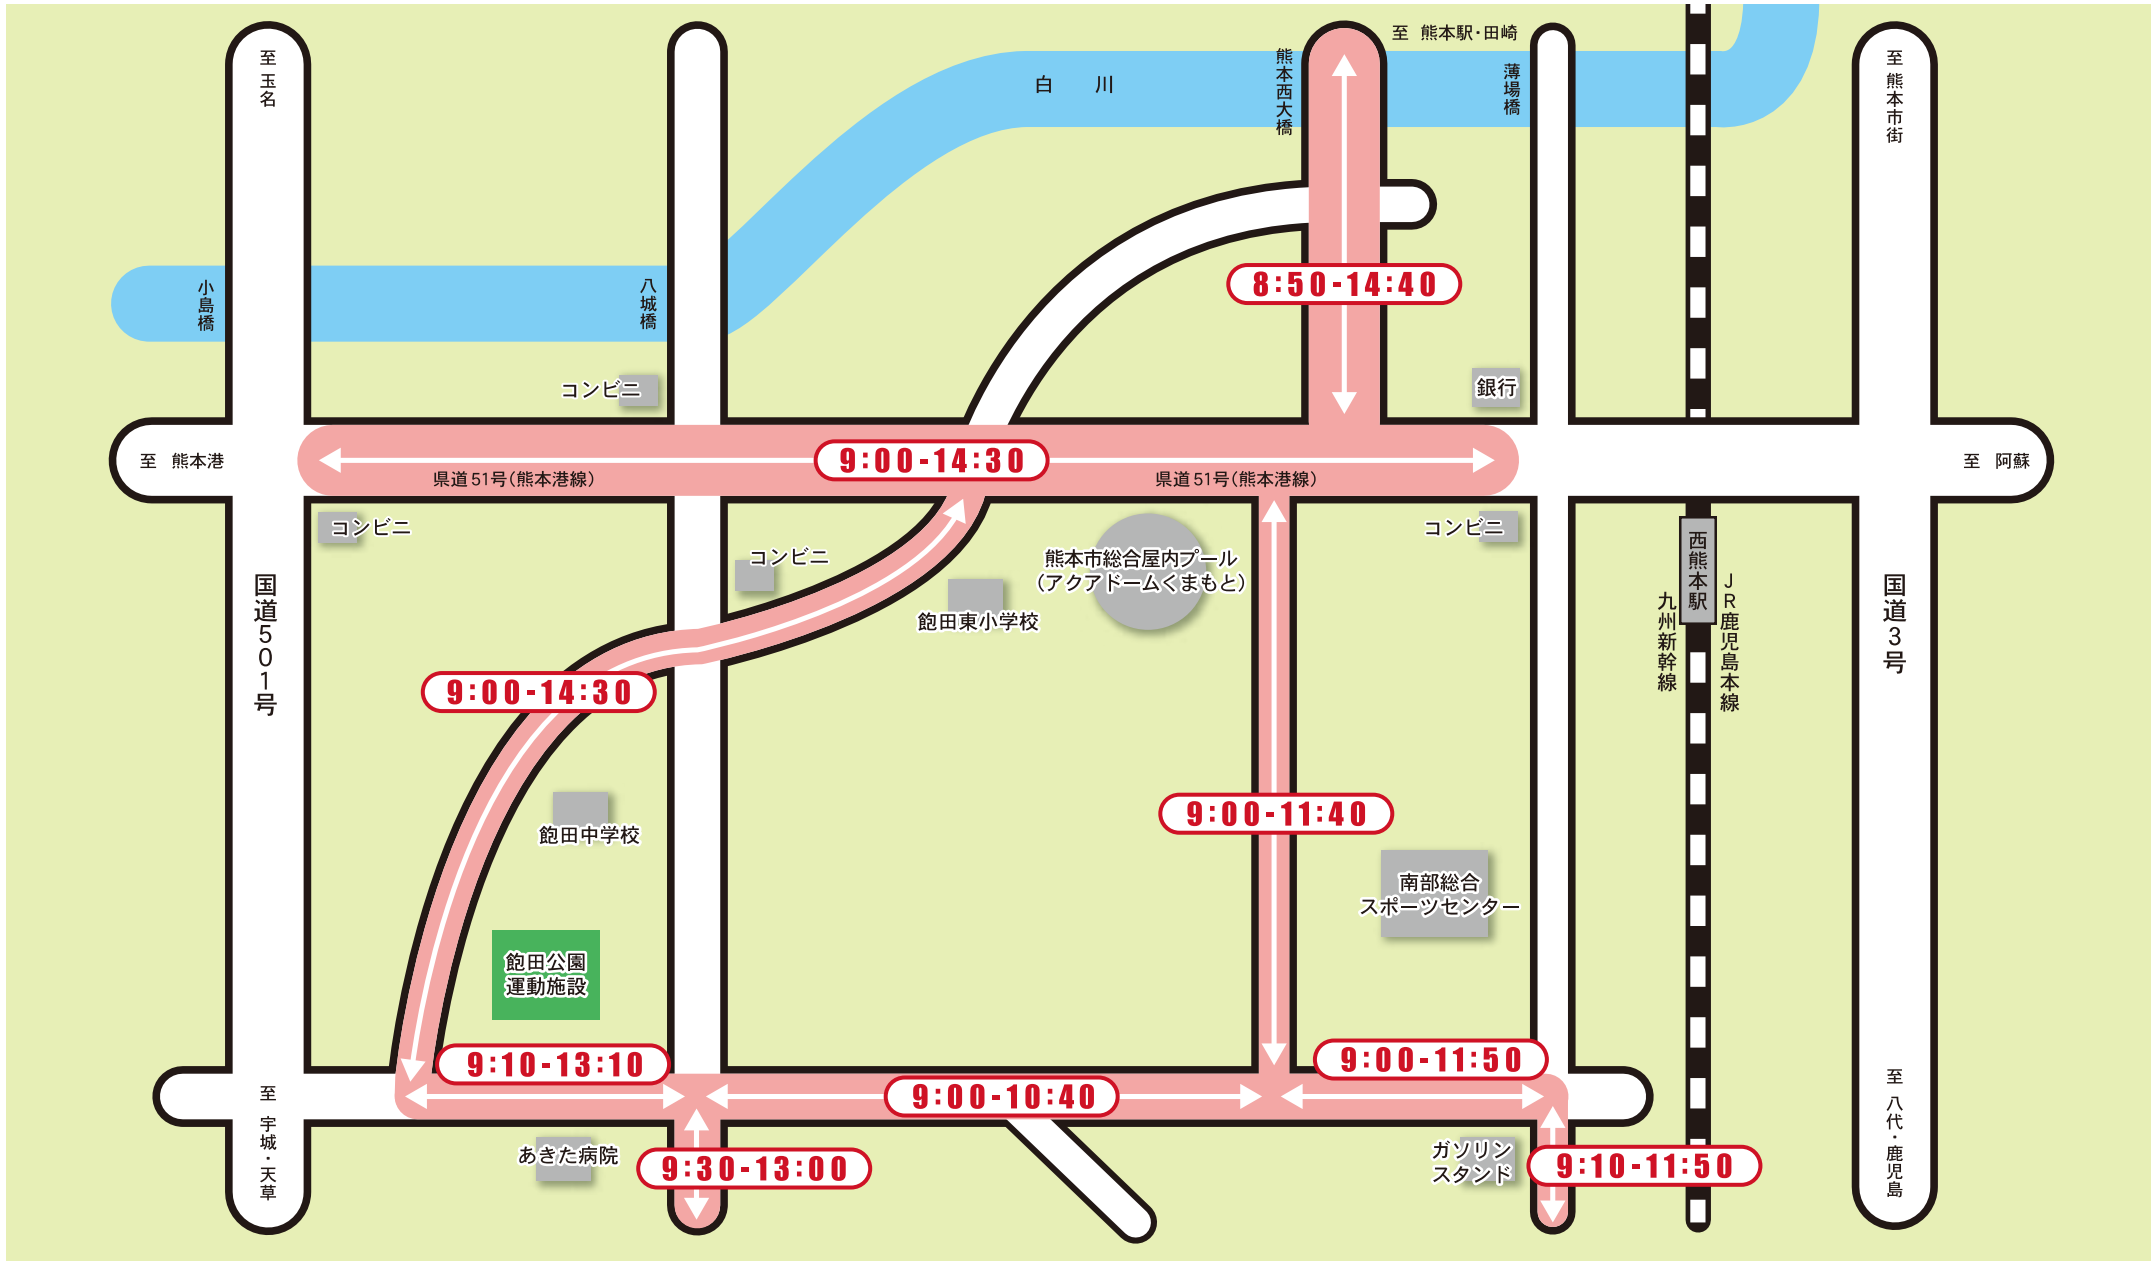 至 玉名
至 熊本駅・田崎
熊本西大橋
薄場橋
至 熊本市街
白 川
小島橋
八城橋
8:50-14:40
コンビニ
銀行
至 熊本港
9:00-14:30
至 阿蘇
県道51号(熊本港線)
県道51号(熊本港線)
コンビニ
コンビニ
コンビニ
熊本市総合屋内プール
(アクアドームくまもと)
西熊本駅
国道501号
飽田東小学校
九州新幹線
JR鹿児島本線
国道3号
9:00-14:30
9:00-11:40
飽田中学校
南部総合
スポーツセンター
飽田公園
運動施設
9:10-13:10
9:00-11:50
9:00-10:40
至 宇城・天草
至 八代・鹿児島
あきた病院
9:30-13:00
ガソリン
スタンド
9:10-11:50